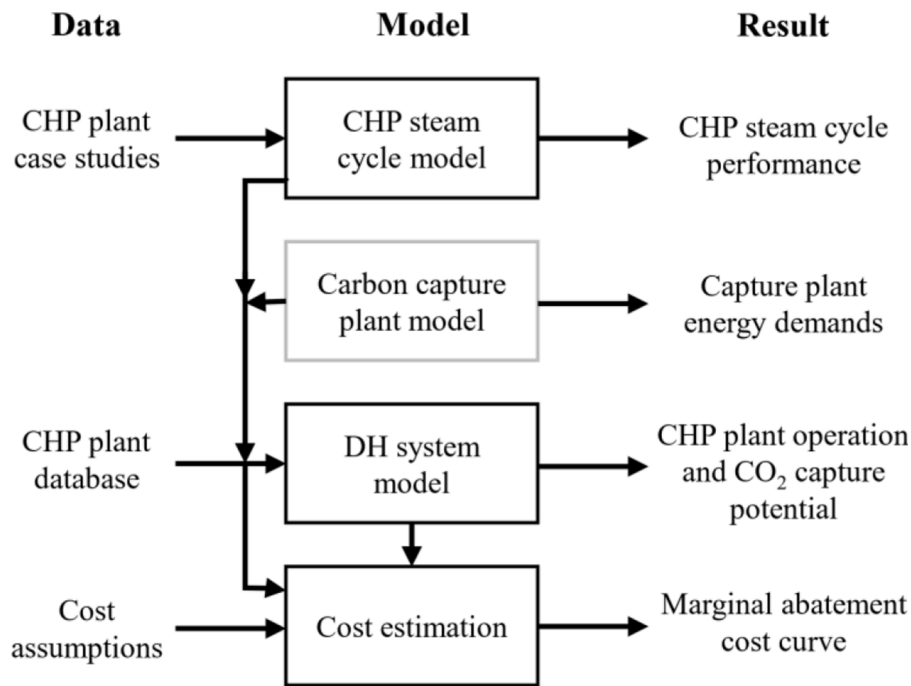 Data
Model
Result
CHP plant
case studies
CHP steam
cycle model
CHP steam cycle
performance
Carbon capture
plant model
Capture plant
energy demands
CHP plant
database
DH system
model
CHP plant operation
and CO₂ capture
potential
Cost
assumptions
Cost estimation
Marginal abatement
cost curve